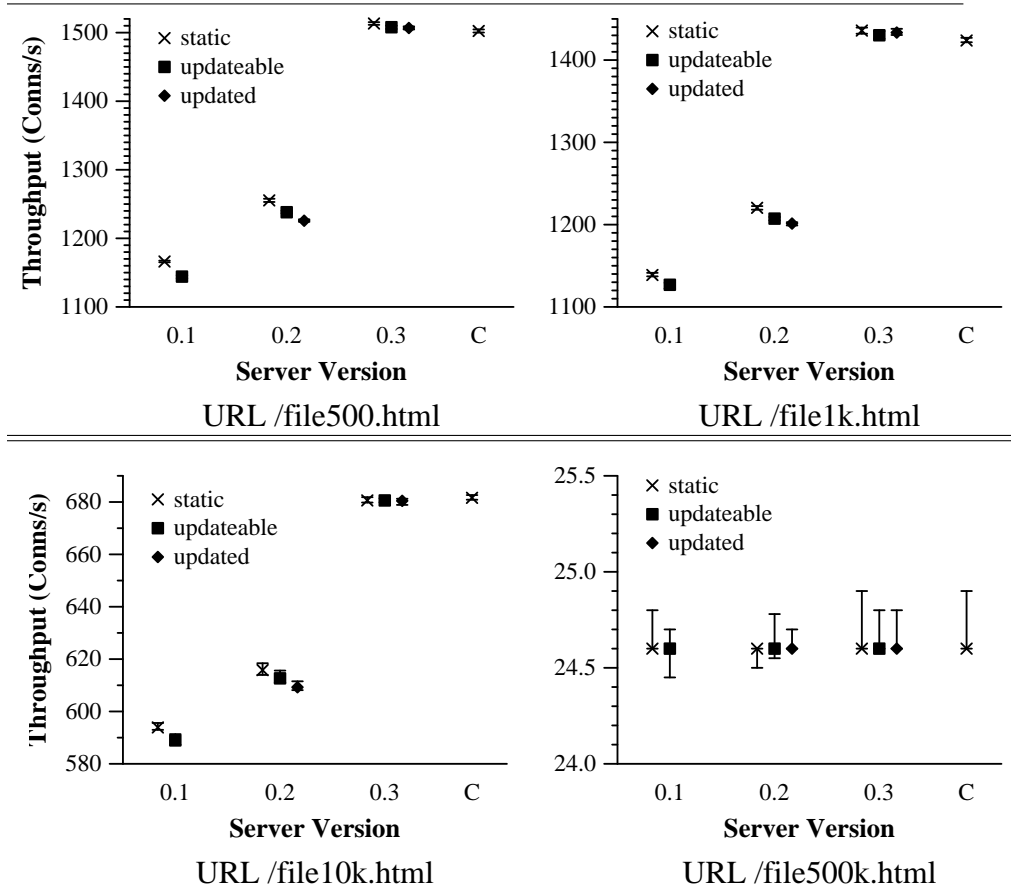 Throughput (Conns/s)
1500
1400
1300
1200
1100
static
updateable
updated
0.1 0.2 0.3 C
Server Version
URL /file500.html
1400
1300
1200
1100
static
updateable
updated
0.1 0.2 0.3 C
Server Version
URL /file1k.html
Throughput (Conns/s)
680
660
640
620
600
580
static
updateable
updated
0.1 0.2 0.3 C
Server Version
URL /file10k.html
25.5
25.0
24.5
24.0
static
updateable
updated
0.1 0.2 0.3 C
Server Version
URL /file500k.html